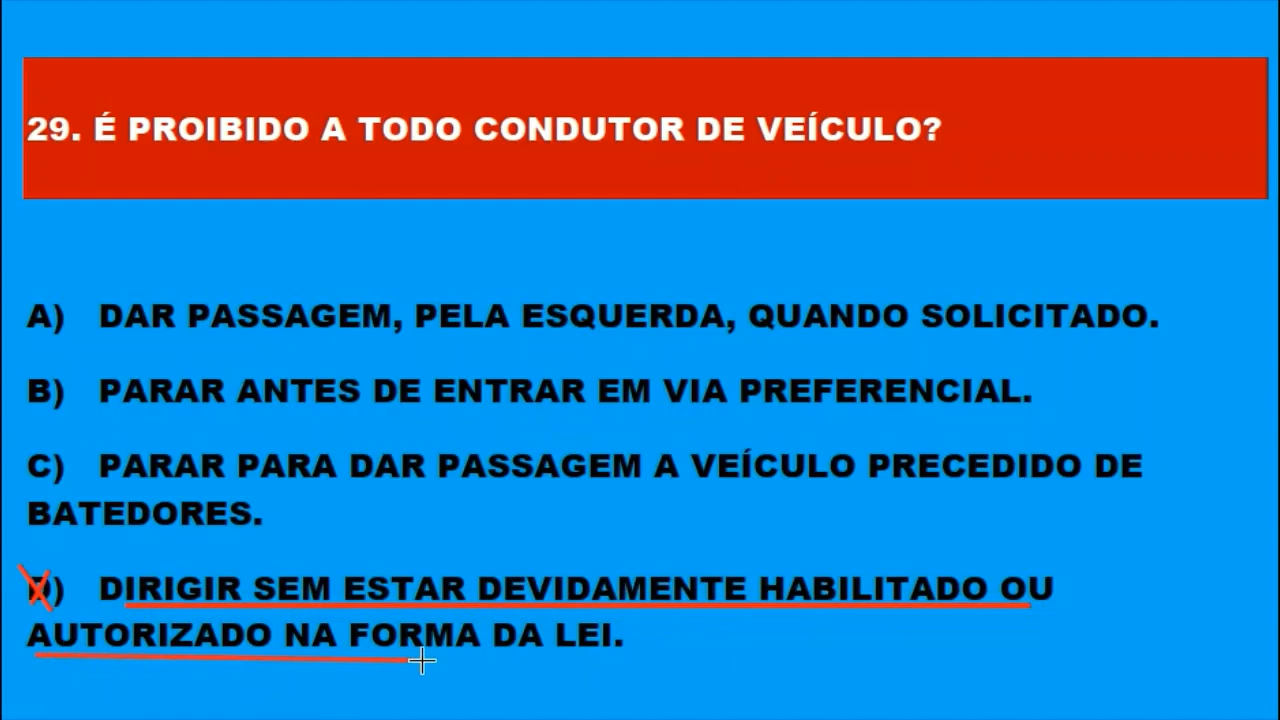 29. É PROIBIDO A TODO CONDUTOR DE VEÍCULO?
A) DAR PASSAGEM, PELA ESQUERDA, QUANDO SOLICITADO.
B) PARAR ANTES DE ENTRAR EM VIA PREFERENCIAL.
C) PARAR PARA DAR PASSAGEM A VEÍCULO PRECEDIDO DE
BATEDORES.
D) DIRIGIR SEM ESTAR DEVIDAMENTE HABILITADO OU
AUTORIZADO NA FORMA DA LEI.